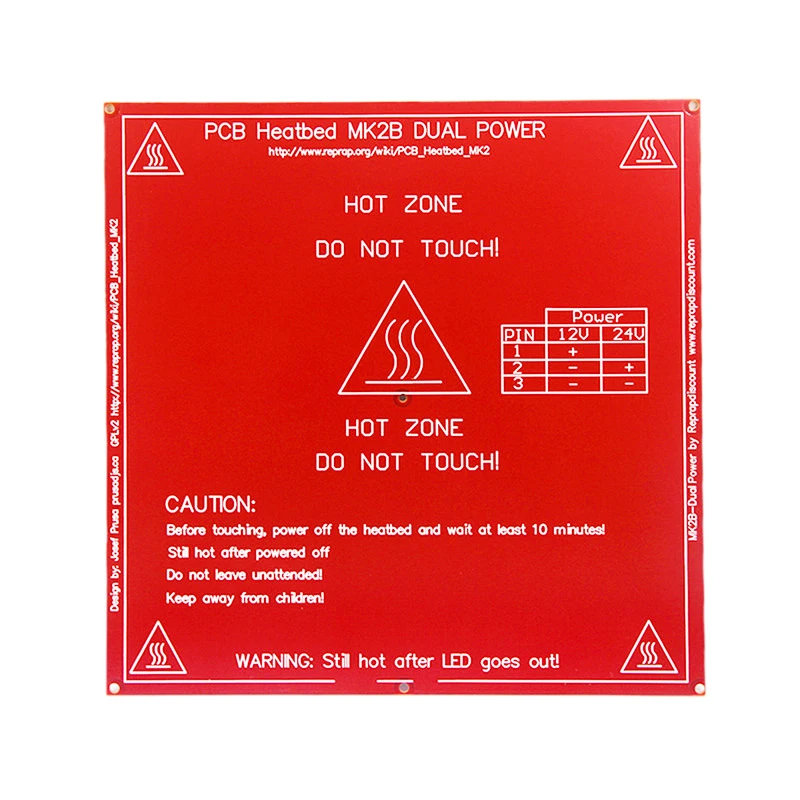 PCB Heatbed MK2B DUAL POWER
http://www.reprap.org/wiki/PCB_Heatbed_MK2
HOT ZONE
DO NOT TOUCH!
Power
PIN 12V 24V
1 +
2 - +
3 - -
HOT ZONE
DO NOT TOUCH!
CAUTION:
Before touching, power off the heatbed and wait at least 10 minutes!
Still hot after powered off
Do not leave unattended!
Keep away from children!
WARNING: Still hot after LED goes out!
Design by: Josef Prusa prusadjs.ca GPLv2 http://www.reprap.org/wiki/PCB_Heatbed_MK2
MK2B-Dual Power by Reprapdiscount www.reprapdiscount.com